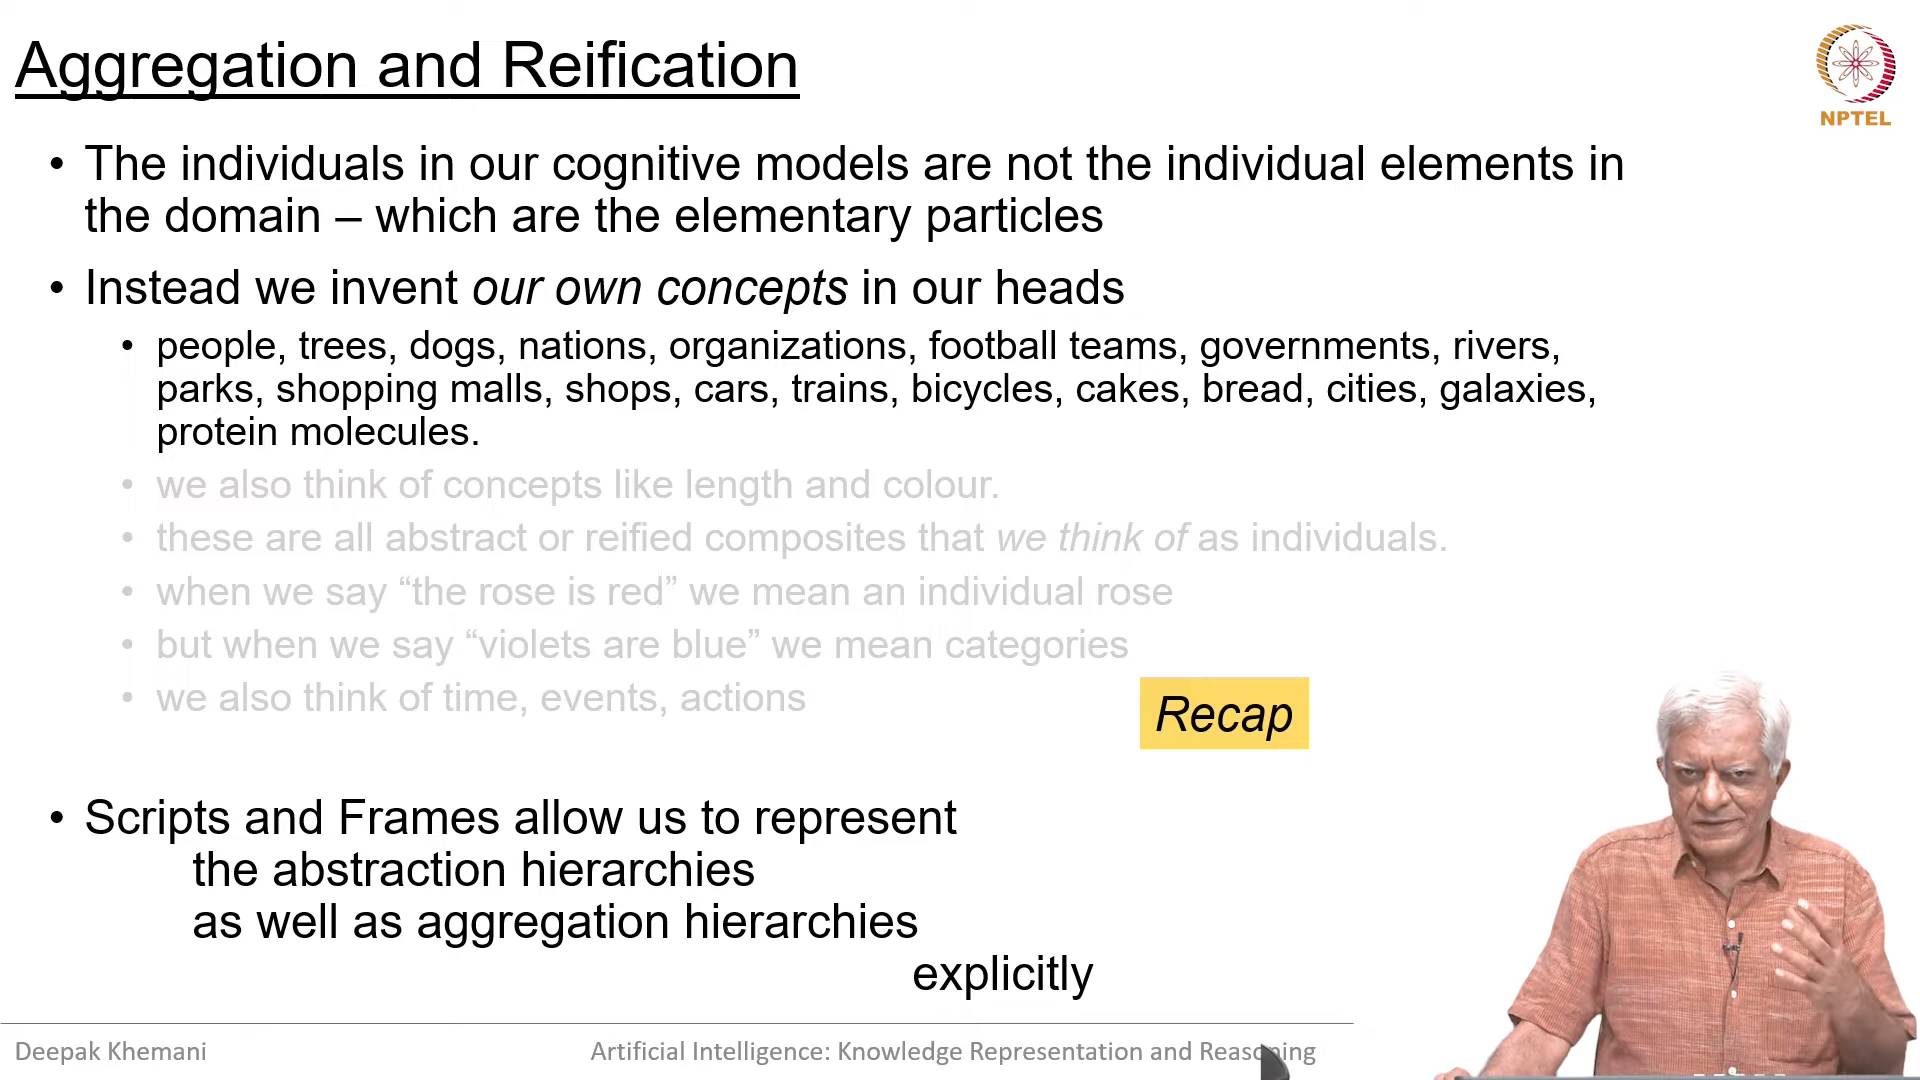 Aggregation and Reification
NPTEL
• The individuals in our cognitive models are not the individual elements in
the domain – which are the elementary particles
• Instead we invent our own concepts in our heads
• people, trees, dogs, nations, organizations, football teams, governments, rivers,
parks, shopping malls, shops, cars, trains, bicycles, cakes, bread, cities, galaxies,
protein molecules.
• we also think of concepts like length and colour.
• these are all abstract or reified composites that we think of as individuals.
• when we say “the rose is red” we mean an individual rose
• but when we say “violets are blue” we mean categories
• we also think of time, events, actions
Recap
• Scripts and Frames allow us to represent
the abstraction hierarchies
as well as aggregation hierarchies
explicitly
Deepak Khemani
Artificial Intelligence: Knowledge Representation and Reasoning